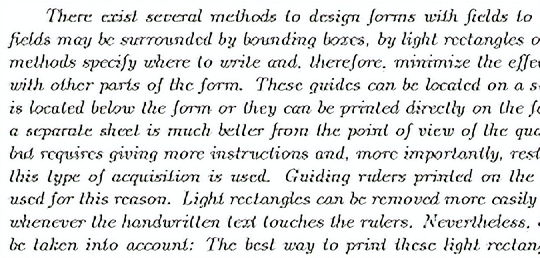 There exist several methods to design forms with fields to
fields may be surrounded by bounding boxes, by light rectangles o
methods specify where to write and, therefore, minimize the effe
with other parts of the form. These guides can be located on a s
is located below the form or they can be printed directly on the fo
a separate sheet is much better from the point of view of the qua
but requires giving more instructions and, more importantly, rest
this type of acquisition is used. Guiding rulers printed on the
used for this reason. Light rectangles can be removed more easily
whenever the handwritten text touches the rulers. Nevertheless,
be taken into account: The best way to print these light rectang